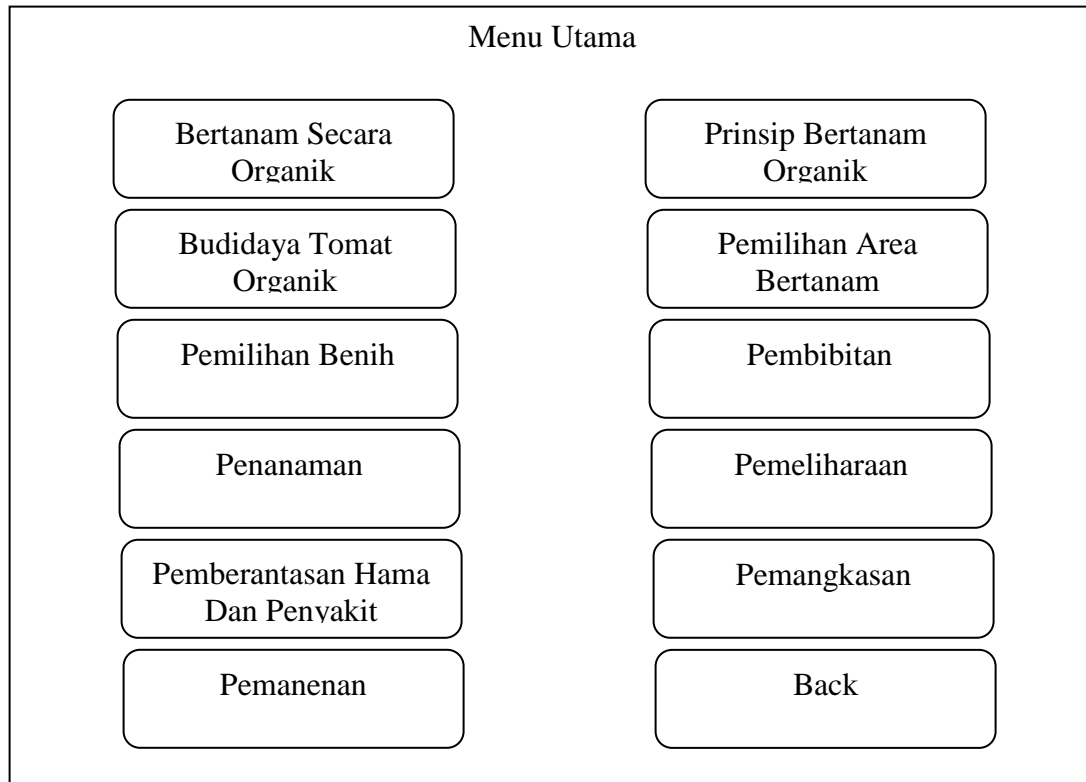 Menu Utama
Bertanam Secara
Organik
Prinsip Bertanam
Organik
Budidaya Tomat
Organik
Pemilihan Area
Bertanam
Pemilihan Benih
Pembibitan
Penanaman
Pemeliharaan
Pemberantasan Hama
Dan Penyakit
Pemangkasan
Pemanenan
Back